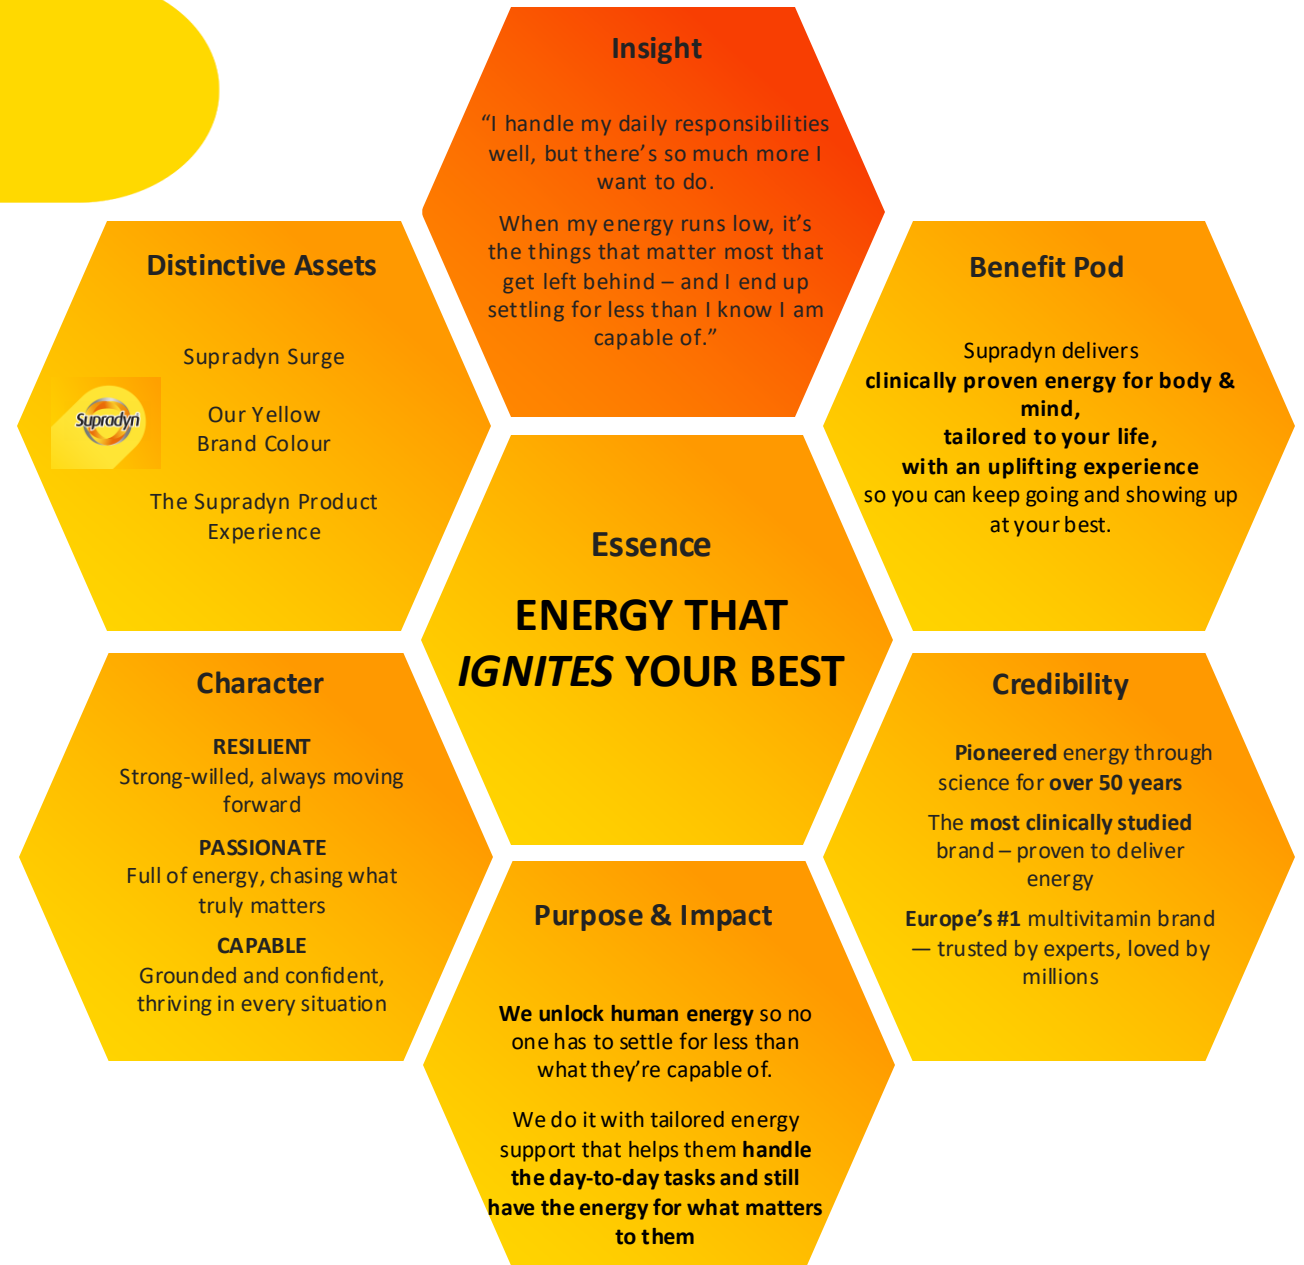 Insight
“I handle my daily responsibilities
well, but there’s so much more I
want to do.
When my energy runs low, it’s
the things that matter most that
get left behind – and I end up
settling for less than I know I am
capable of.”
Distinctive Assets
Supradyn Surge
Supradyn
Our Yellow
Brand Colour
The Supradyn Product
Experience
Benefit Pod
Supradyn delivers
clinically proven energy for body &
mind,
tailored to your life,
with an uplifting experience
so you can keep going and showing up
at your best.
Essence
ENERGY THAT
IGNITES YOUR BEST
Character
RESILIENT
Strong-willed, always moving
forward
PASSIONATE
Full of energy, chasing what
truly matters
CAPABLE
Grounded and confident,
thriving in every situation
Credibility
Pioneered energy through
science for over 50 years
The most clinically studied
brand – proven to deliver
energy
Europe’s #1 multivitamin brand
— trusted by experts, loved by
millions
Purpose & Impact
We unlock human energy so no
one has to settle for less than
what they’re capable of.
We do it with tailored energy
support that helps them handle
the day-to-day tasks and still
have the energy for what matters
to them